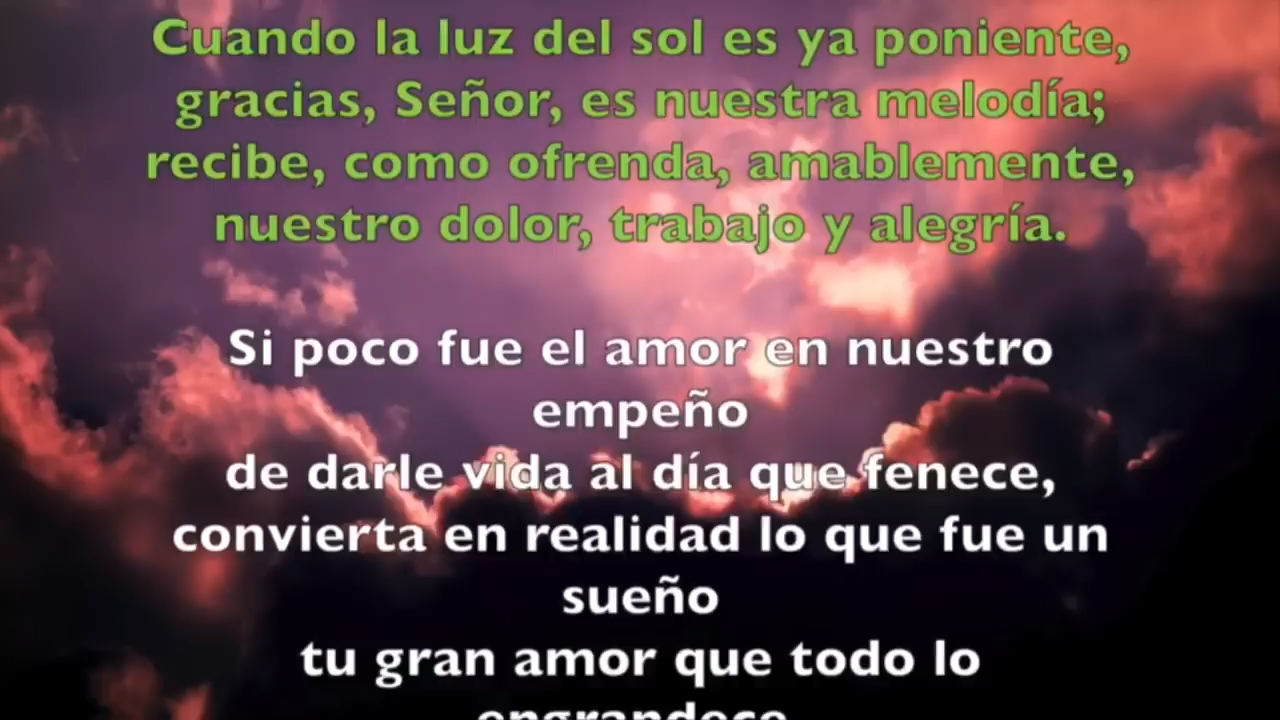 Cuando la luz del sol es ya poniente,
gracias, Señor, es nuestra melodía;
recibe, como ofrenda, amablemente,
nuestro dolor, trabajo y alegría.
Si poco fue el amor en nuestro
empeño
de darle vida al día que fenece,
convierta en realidad lo que fue un
sueño
tu gran amor que todo lo
engrandece.